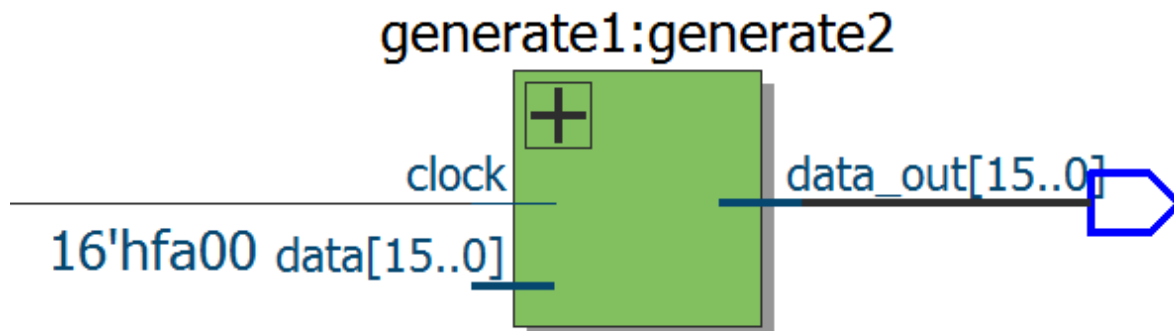 generate1:generate2
clock
data_out[15..0]
16'hfa00
data[15..0]